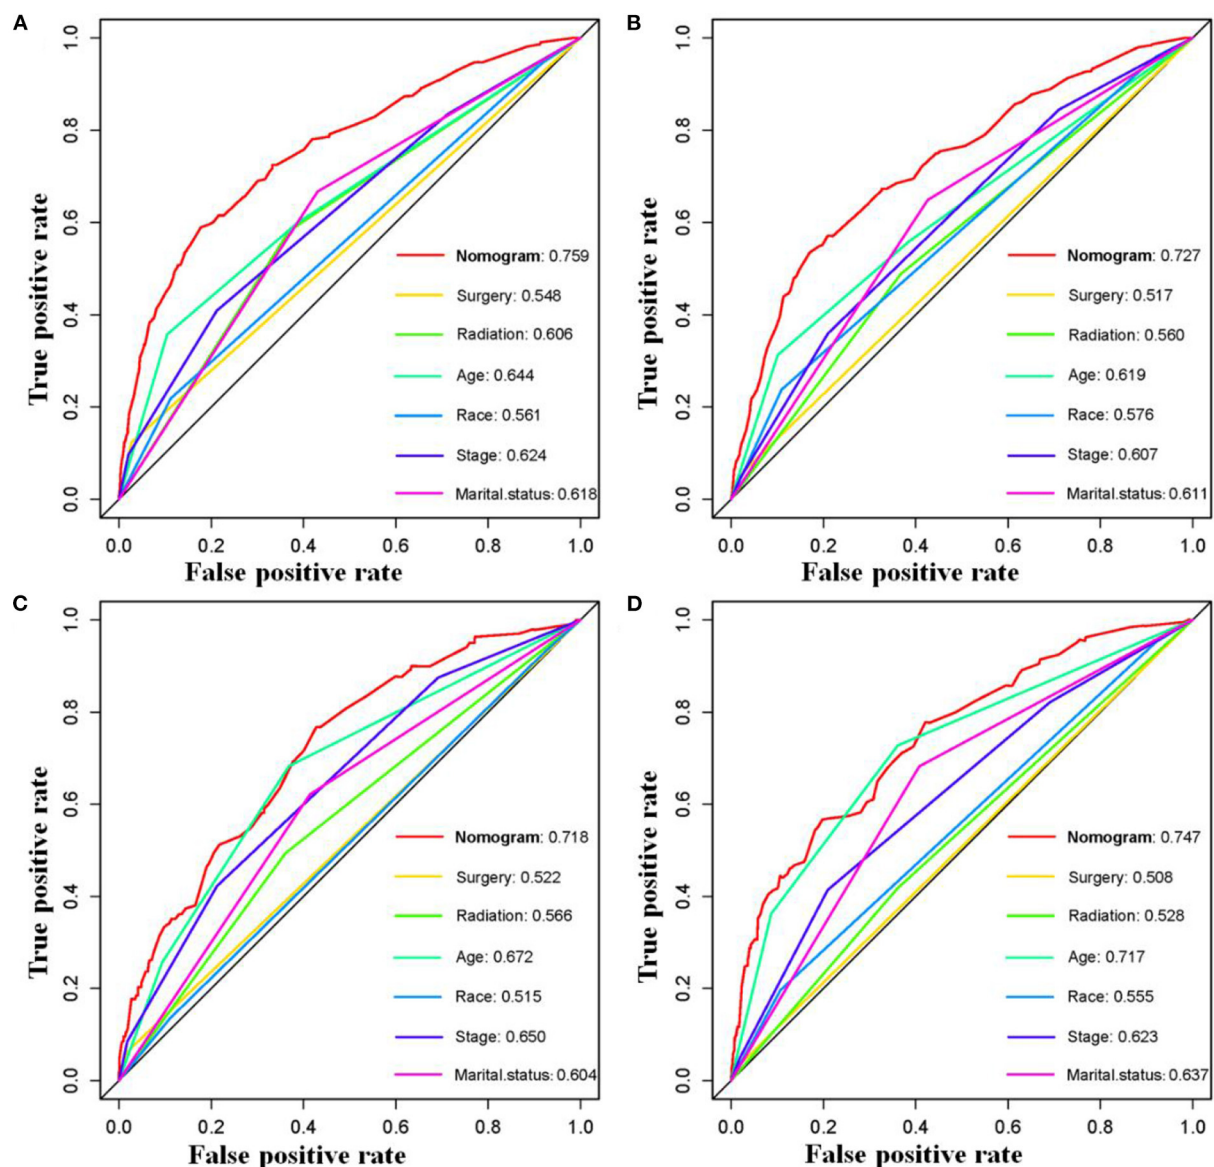 A
True positive rate
0.0 0.2 0.4 0.6 0.8 1.0
Nomogram: 0.759
Surgery: 0.548
Radiation: 0.606
Age: 0.644
Race: 0.561
Stage: 0.624
Marital.status: 0.618
0.0 0.2 0.4 0.6 0.8 1.0
False positive rate
B
True positive rate
0.0 0.2 0.4 0.6 0.8 1.0
Nomogram: 0.727
Surgery: 0.517
Radiation: 0.560
Age: 0.619
Race: 0.576
Stage: 0.607
Marital.status: 0.611
0.0 0.2 0.4 0.6 0.8 1.0
False positive rate
C
True positive rate
0.0 0.2 0.4 0.6 0.8 1.0
Nomogram: 0.718
Surgery: 0.522
Radiation: 0.566
Age: 0.672
Race: 0.515
Stage: 0.650
Marital.status: 0.604
0.0 0.2 0.4 0.6 0.8 1.0
False positive rate
D
True positive rate
0.0 0.2 0.4 0.6 0.8 1.0
Nomogram: 0.747
Surgery: 0.508
Radiation: 0.528
Age: 0.717
Race: 0.555
Stage: 0.623
Marital.status: 0.637
0.0 0.2 0.4 0.6 0.8 1.0
False positive rate